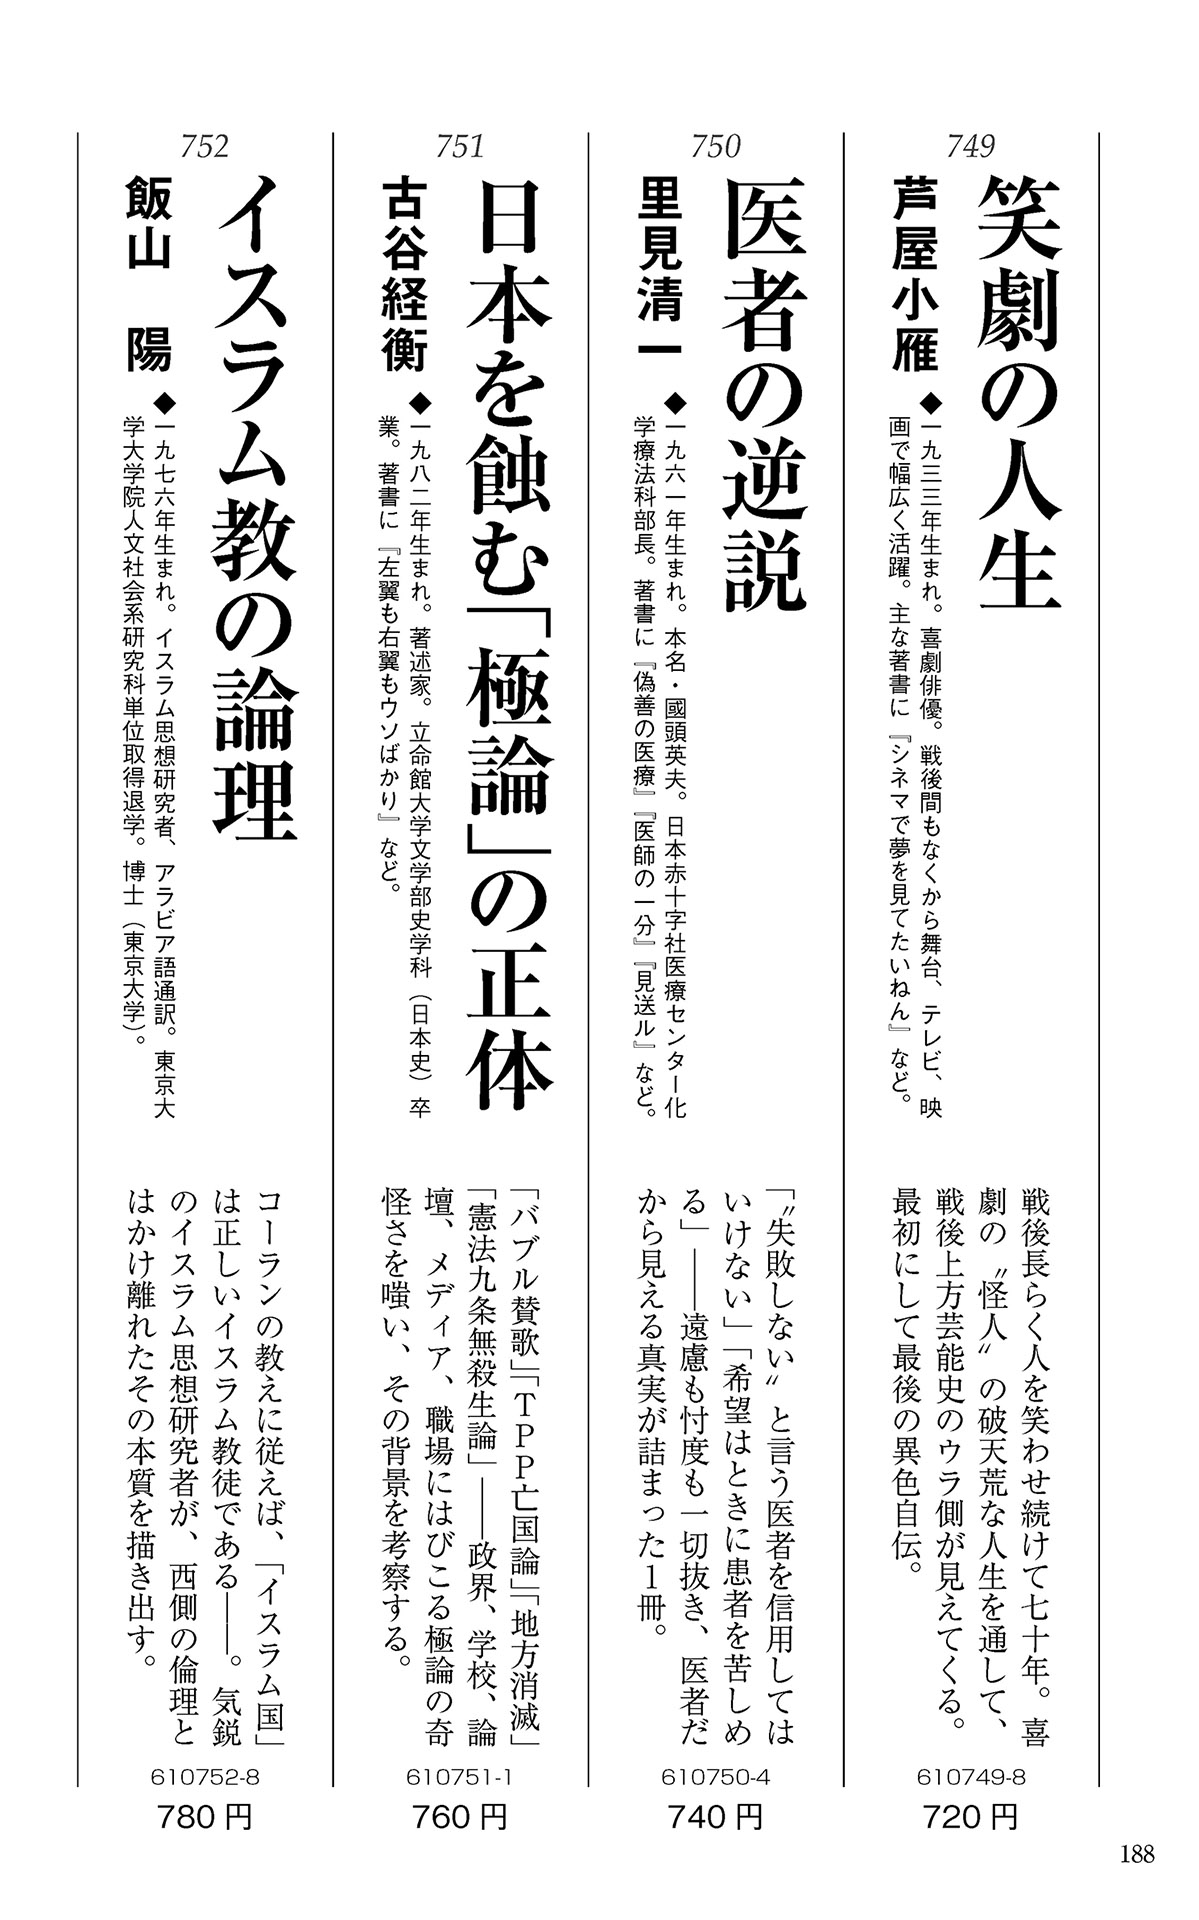 749
笑劇の人生
芦屋小雁
◆一九三三年生まれ。喜劇俳優。戦後間もなくから舞台、テレビ、映
画で幅広く活躍。主な著書に『シネマで夢を見てたいねん』など。
戦後長らく人を笑わせ続けて七十年。喜
劇の〝怪人〟の破天荒な人生を通して、
戦後上方芸能史のウラ側が見えてくる。
最初にして最後の異色自伝。
610749-8
720円
750
医者の逆説
里見清一
◆一九六一年生まれ。本名・國頭英夫。日本赤十字社医療センター化
学療法科部長。著書に『偽善の医療』『医師の一分』『見送ル』など。
「〝失敗しない〟と言う医者を信用しては
いけない」「希望はときに患者を苦しめ
る」――遠慮も忖度も一切抜き、医者だ
から見える真実が詰まった1冊。
610750-4
740円
751
日本を蝕む「極論」の正体
古谷経衡
◆一九八二年生まれ。著述家。立命館大学文学部史学科（日本史）卒
業。著書に『左翼も右翼もウソばかり』など。
「バブル賛歌」「TPP亡国論」「地方消滅」
「憲法九条無殺生論」――政界、学校、論
壇、メディア、職場にはびこる極論の奇
怪さを嗤い、その背景を考察する。
610751-1
760円
752
イスラム教の論理
飯山 陽
◆一九七六年生まれ。イスラム思想研究者、アラビア語通訳。東京大
学大学院人文社会系研究科単位取得退学。博士（東京大学）。
コーランの教えに従えば、「イスラム国」
は正しいイスラム教徒である――。気鋭
のイスラム思想研究者が、西側の倫理と
はかけ離れたその本質を描き出す。
610752-8
780円
188